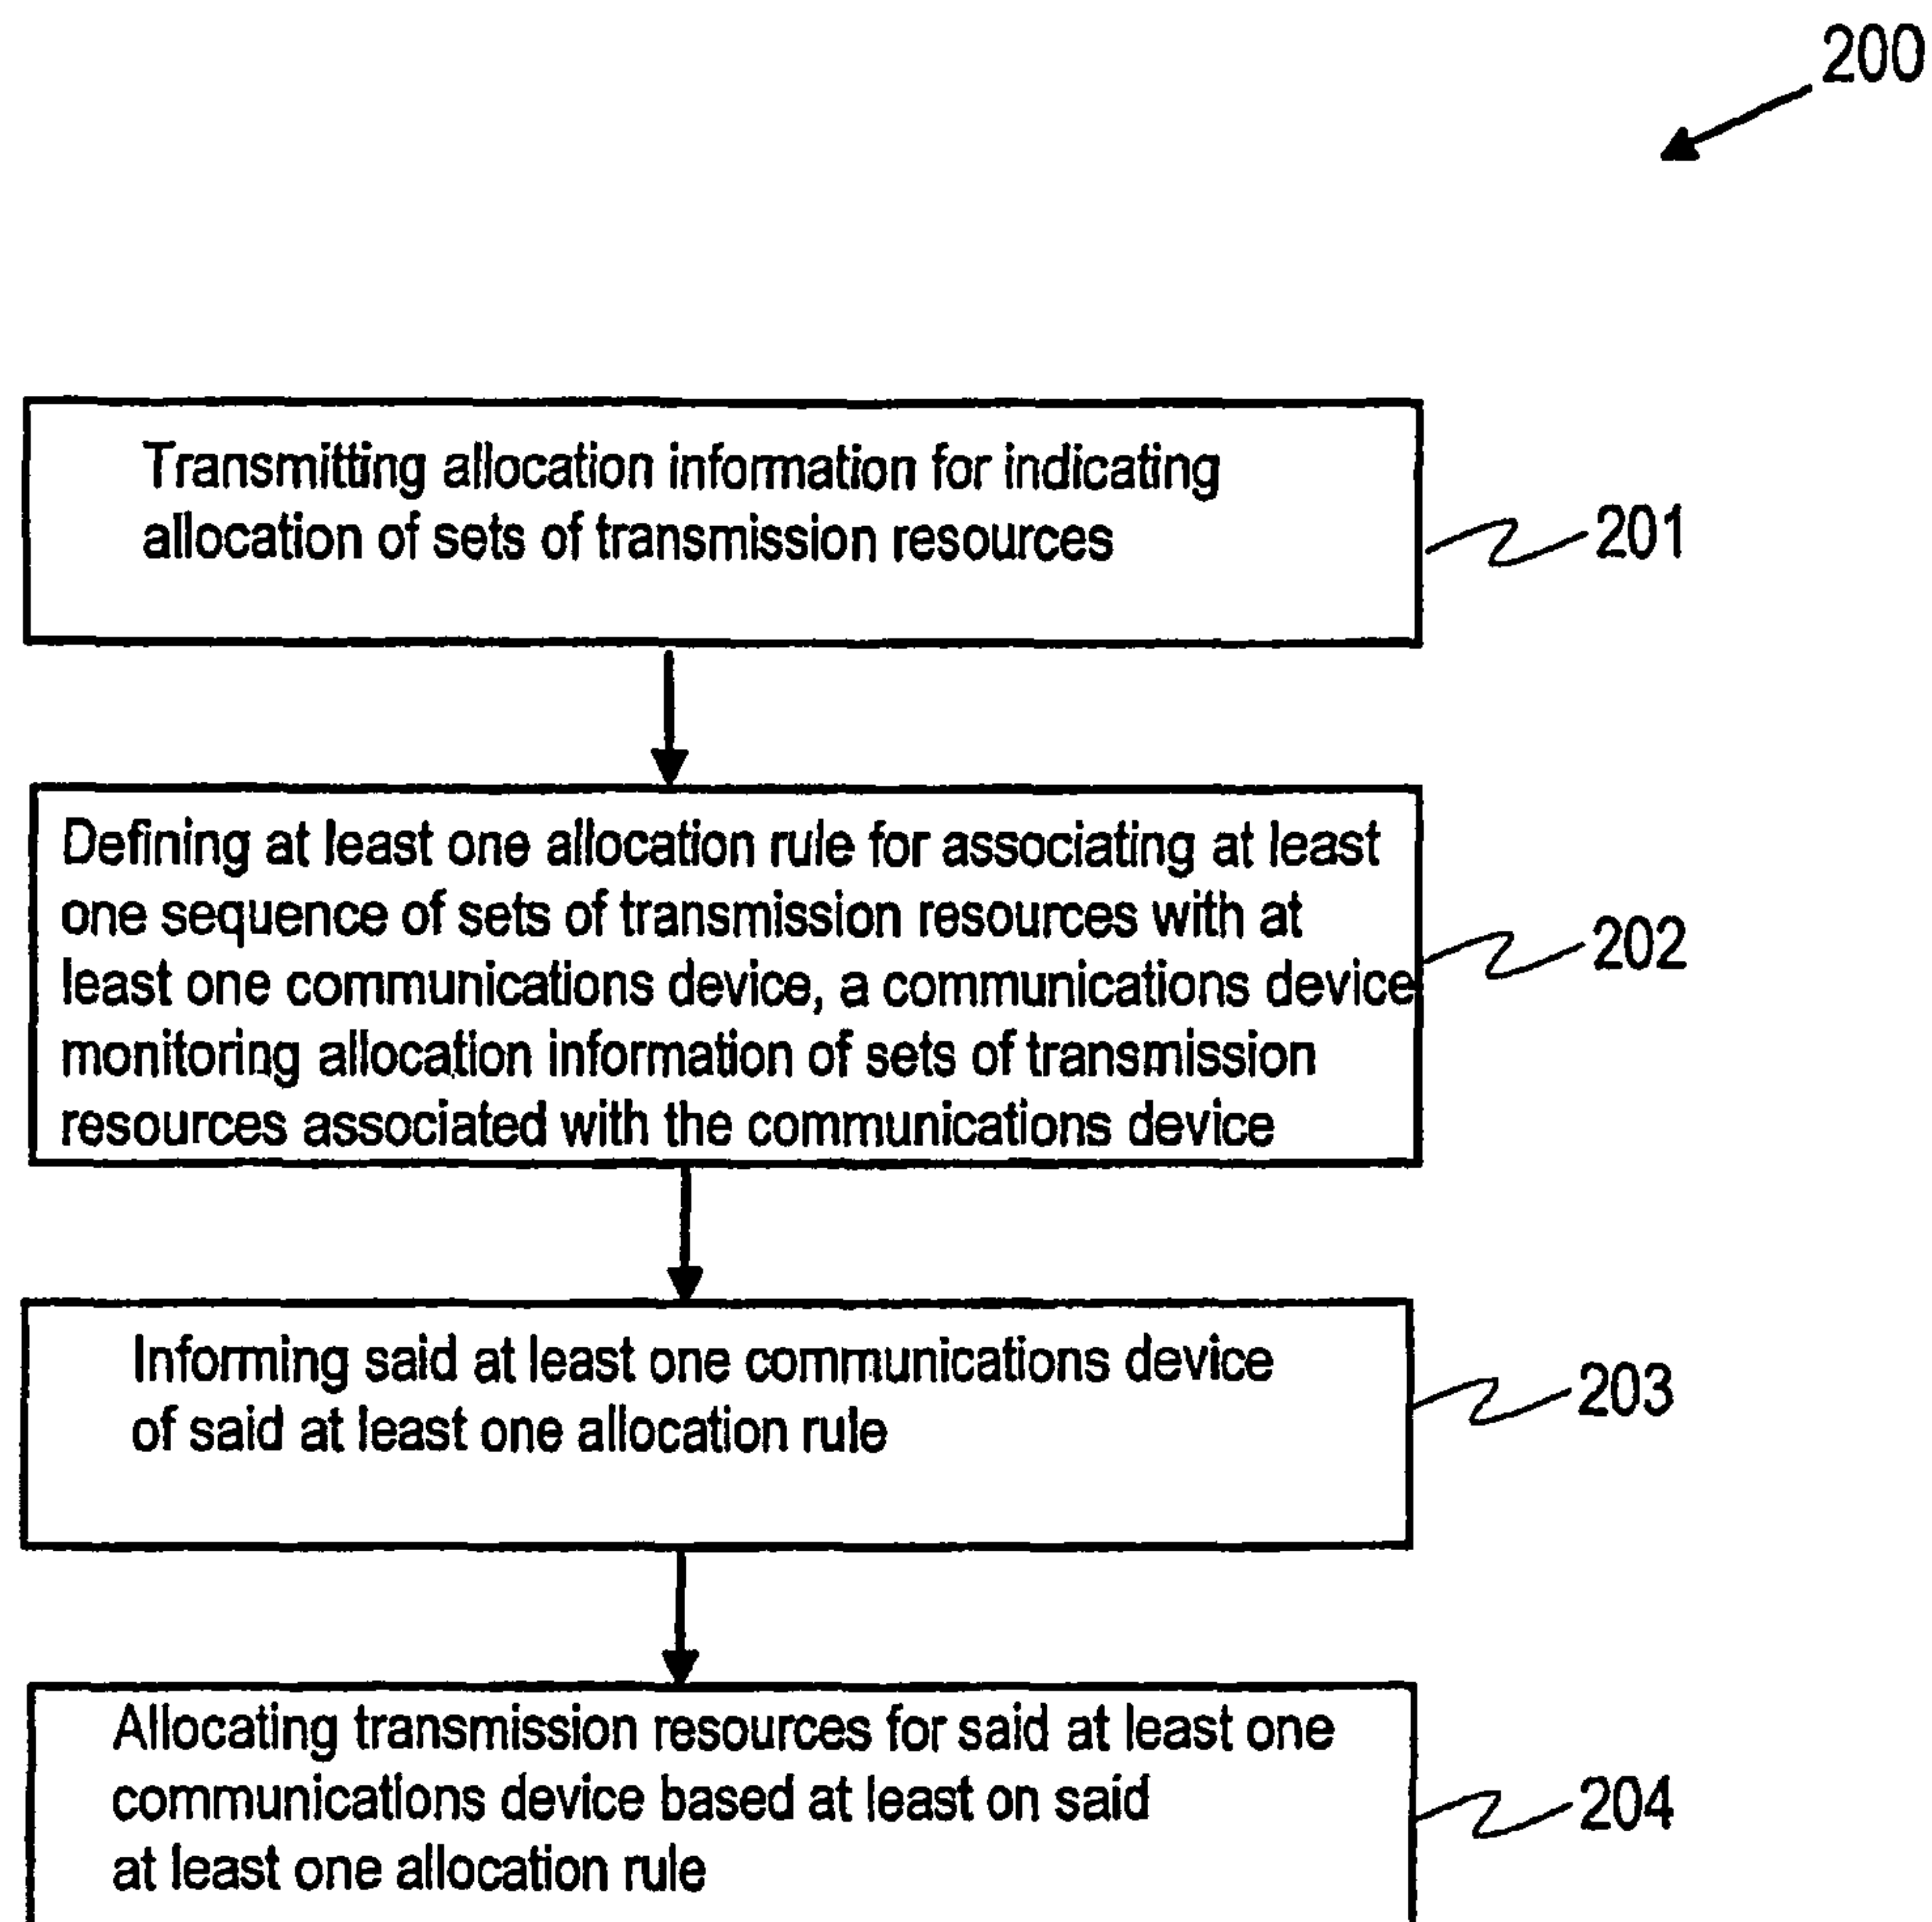 200
Transmitting allocation information for indicating
allocation of sets of transmission resources
201
Defining at least one allocation rule for associating at least
one sequence of sets of transmission resources with at
least one communications device, a communications device
monitoring allocation information of sets of transmission
resources associated with the communications device
202
Informing said at least one communications device
of said at least one allocation rule
203
Allocating transmission resources for said at least one
communications device based at least on said
at least one allocation rule
204